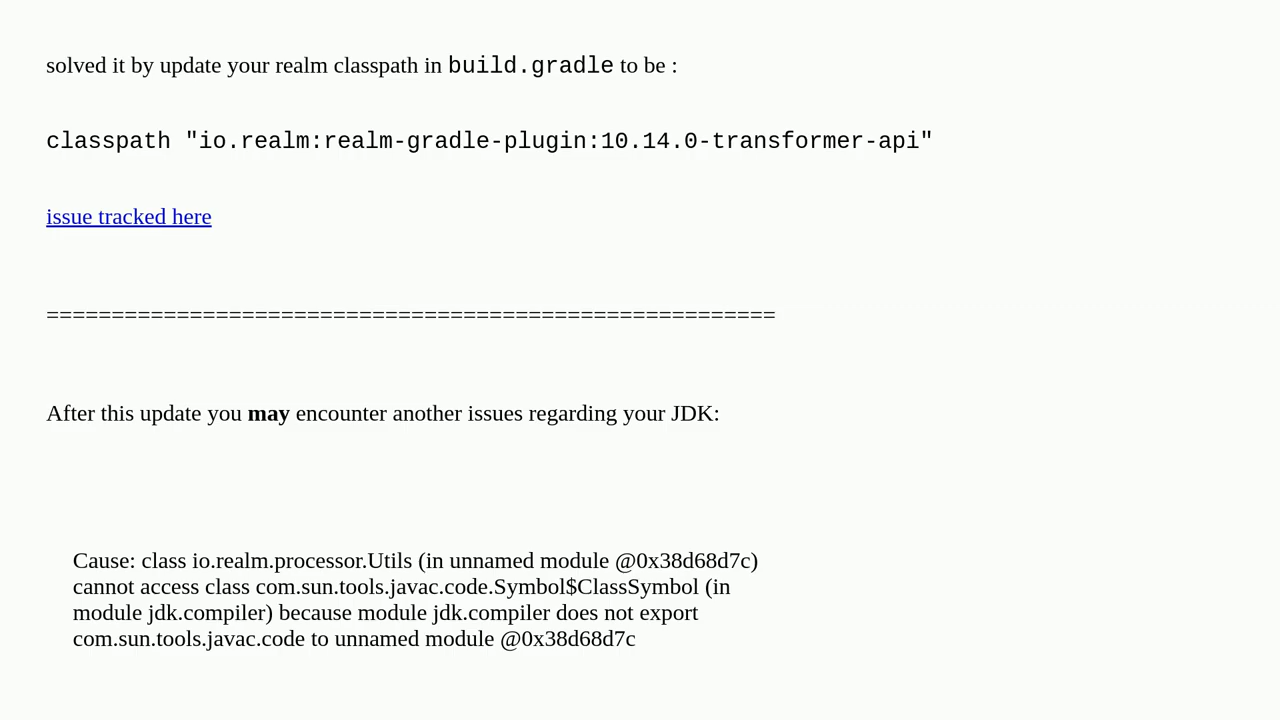 solved it by update your realm classpath in build.gradle to be :
classpath "io.realm:realm-gradle-plugin:10.14.0-transformer-api"
issue tracked here
========================================================
After this update you may encounter another issues regarding your JDK:
Cause: class io.realm.processor.Utils (in unnamed module @0x38d68d7c)
cannot access class com.sun.tools.javac.code.Symbol$ClassSymbol (in
module jdk.compiler) because module jdk.compiler does not export
com.sun.tools.javac.code to unnamed module @0x38d68d7c